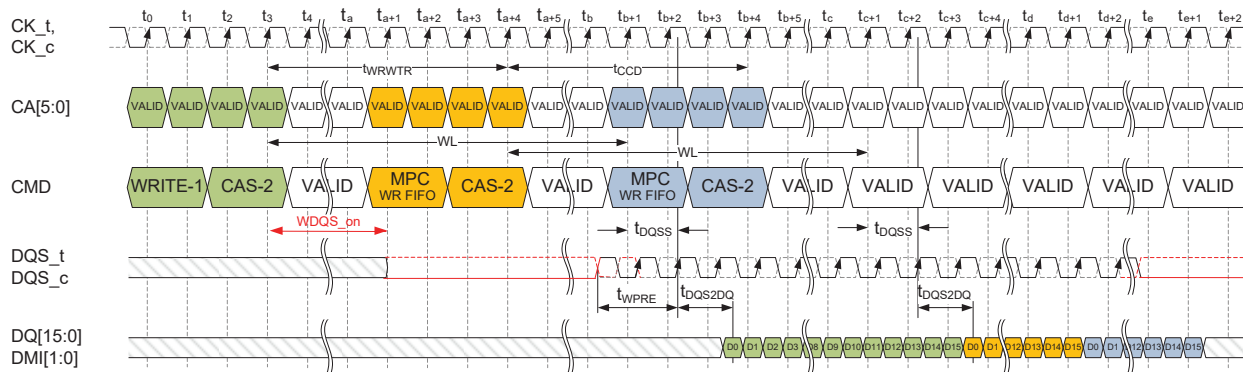 t0 t1 t2 t3 t4 ta ta+1 ta+2 ta+3 ta+4 ta+5 tb tb+1 tb+2 tb+3 tb+4 tb+5 tc tc+1 tc+2 tc+3 tc+4 td td+1 td+2 te te+1 te+2
CK_t,
CK_c
tWRWTR tCCD
CA[5:0] VALID VALID VALID VALID VALID VALID VALID VALID VALID VALID VALID VALID VALID VALID VALID VALID VALID VALID VALID VALID VALID VALID VALID VALID VALID VALID VALID VALID
WL WL
CMD WRITE-1 CAS-2 VALID MPC WR FIFO CAS-2 VALID MPC WR FIFO CAS-2 VALID VALID VALID VALID VALID VALID
WDQS_on tDQSS tDQSS
DQS_t
DQS_c
tWPRE tDQS2DQ tDQS2DQ
DQ[15:0]
DMI[1:0]
D0 D1 D2 D3 D8 D9 D10 D11 D12 D13 D14 D15 D0 D1 D12 D13 D14 D15 D0 D1 D12 D13 D14 D15